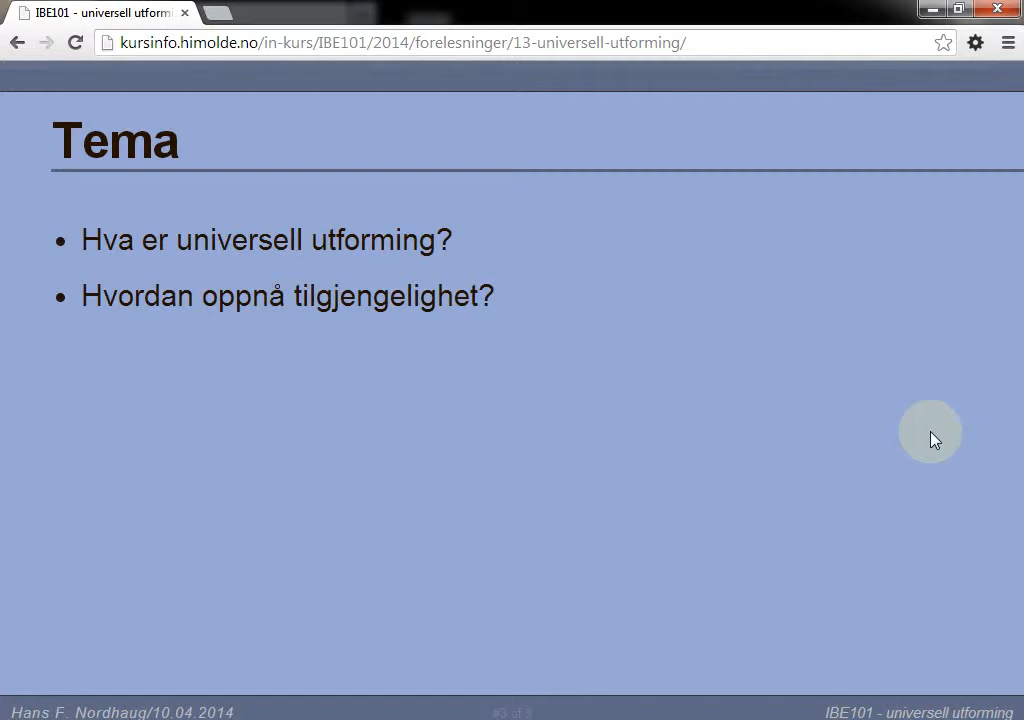 IBE101 - universell utformi
kursinfo.himolde.no/in-kurs/IBE101/2014/forelesninger/13-universell-utforming/
Tema
• Hva er universell utforming?
• Hvordan oppnå tilgjengelighet?
Hans F. Nordhaug/10.04.2014
IBE101 - universell utforming